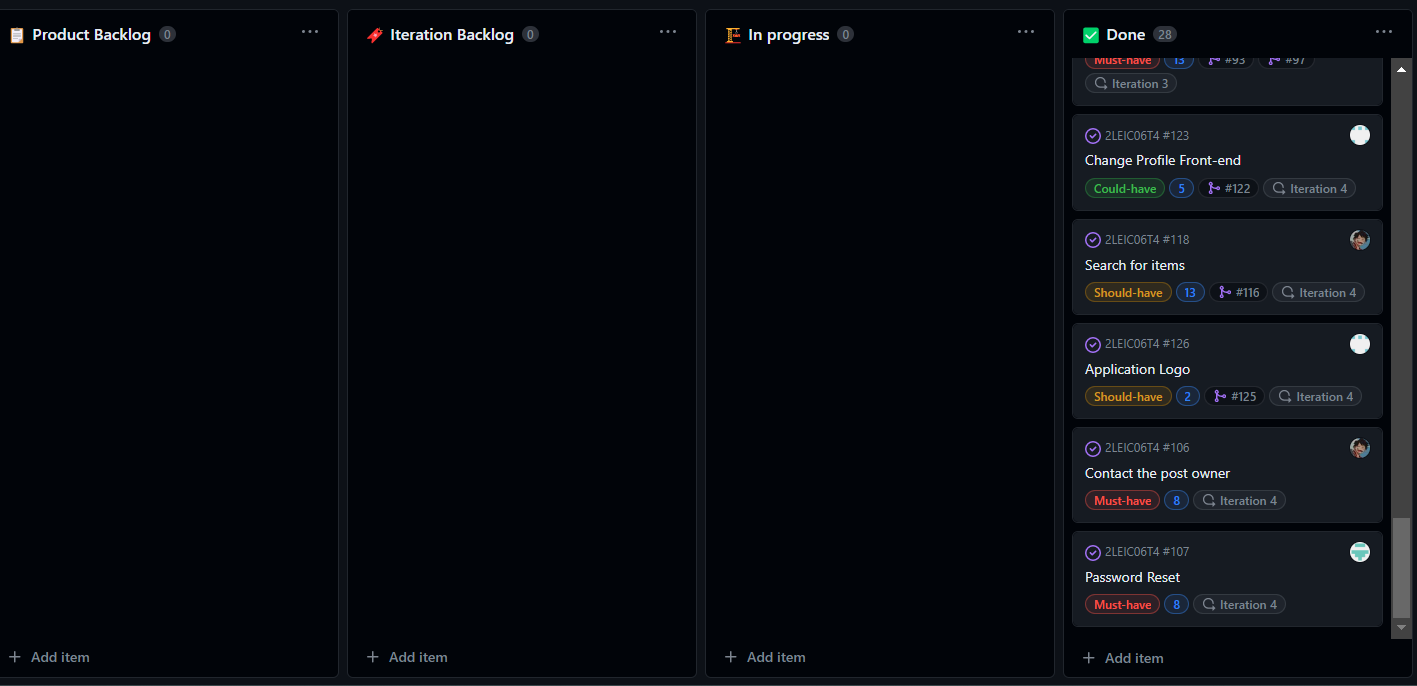 Product Backlog 0
Iteration Backlog 0
In progress 0
Done 28
Must-have 13 #93 #97
Iteration 3
2LEIC06T4 #123
Change Profile Front-end
Could-have 5 #122 Iteration 4
2LEIC06T4 #118
Search for items
Should-have 13 #116 Iteration 4
2LEIC06T4 #126
Application Logo
Should-have 2 #125 Iteration 4
2LEIC06T4 #106
Contact the post owner
Must-have 8 Iteration 4
2LEIC06T4 #107
Password Reset
Must-have 8 Iteration 4
Add item
Add item
Add item
Add item